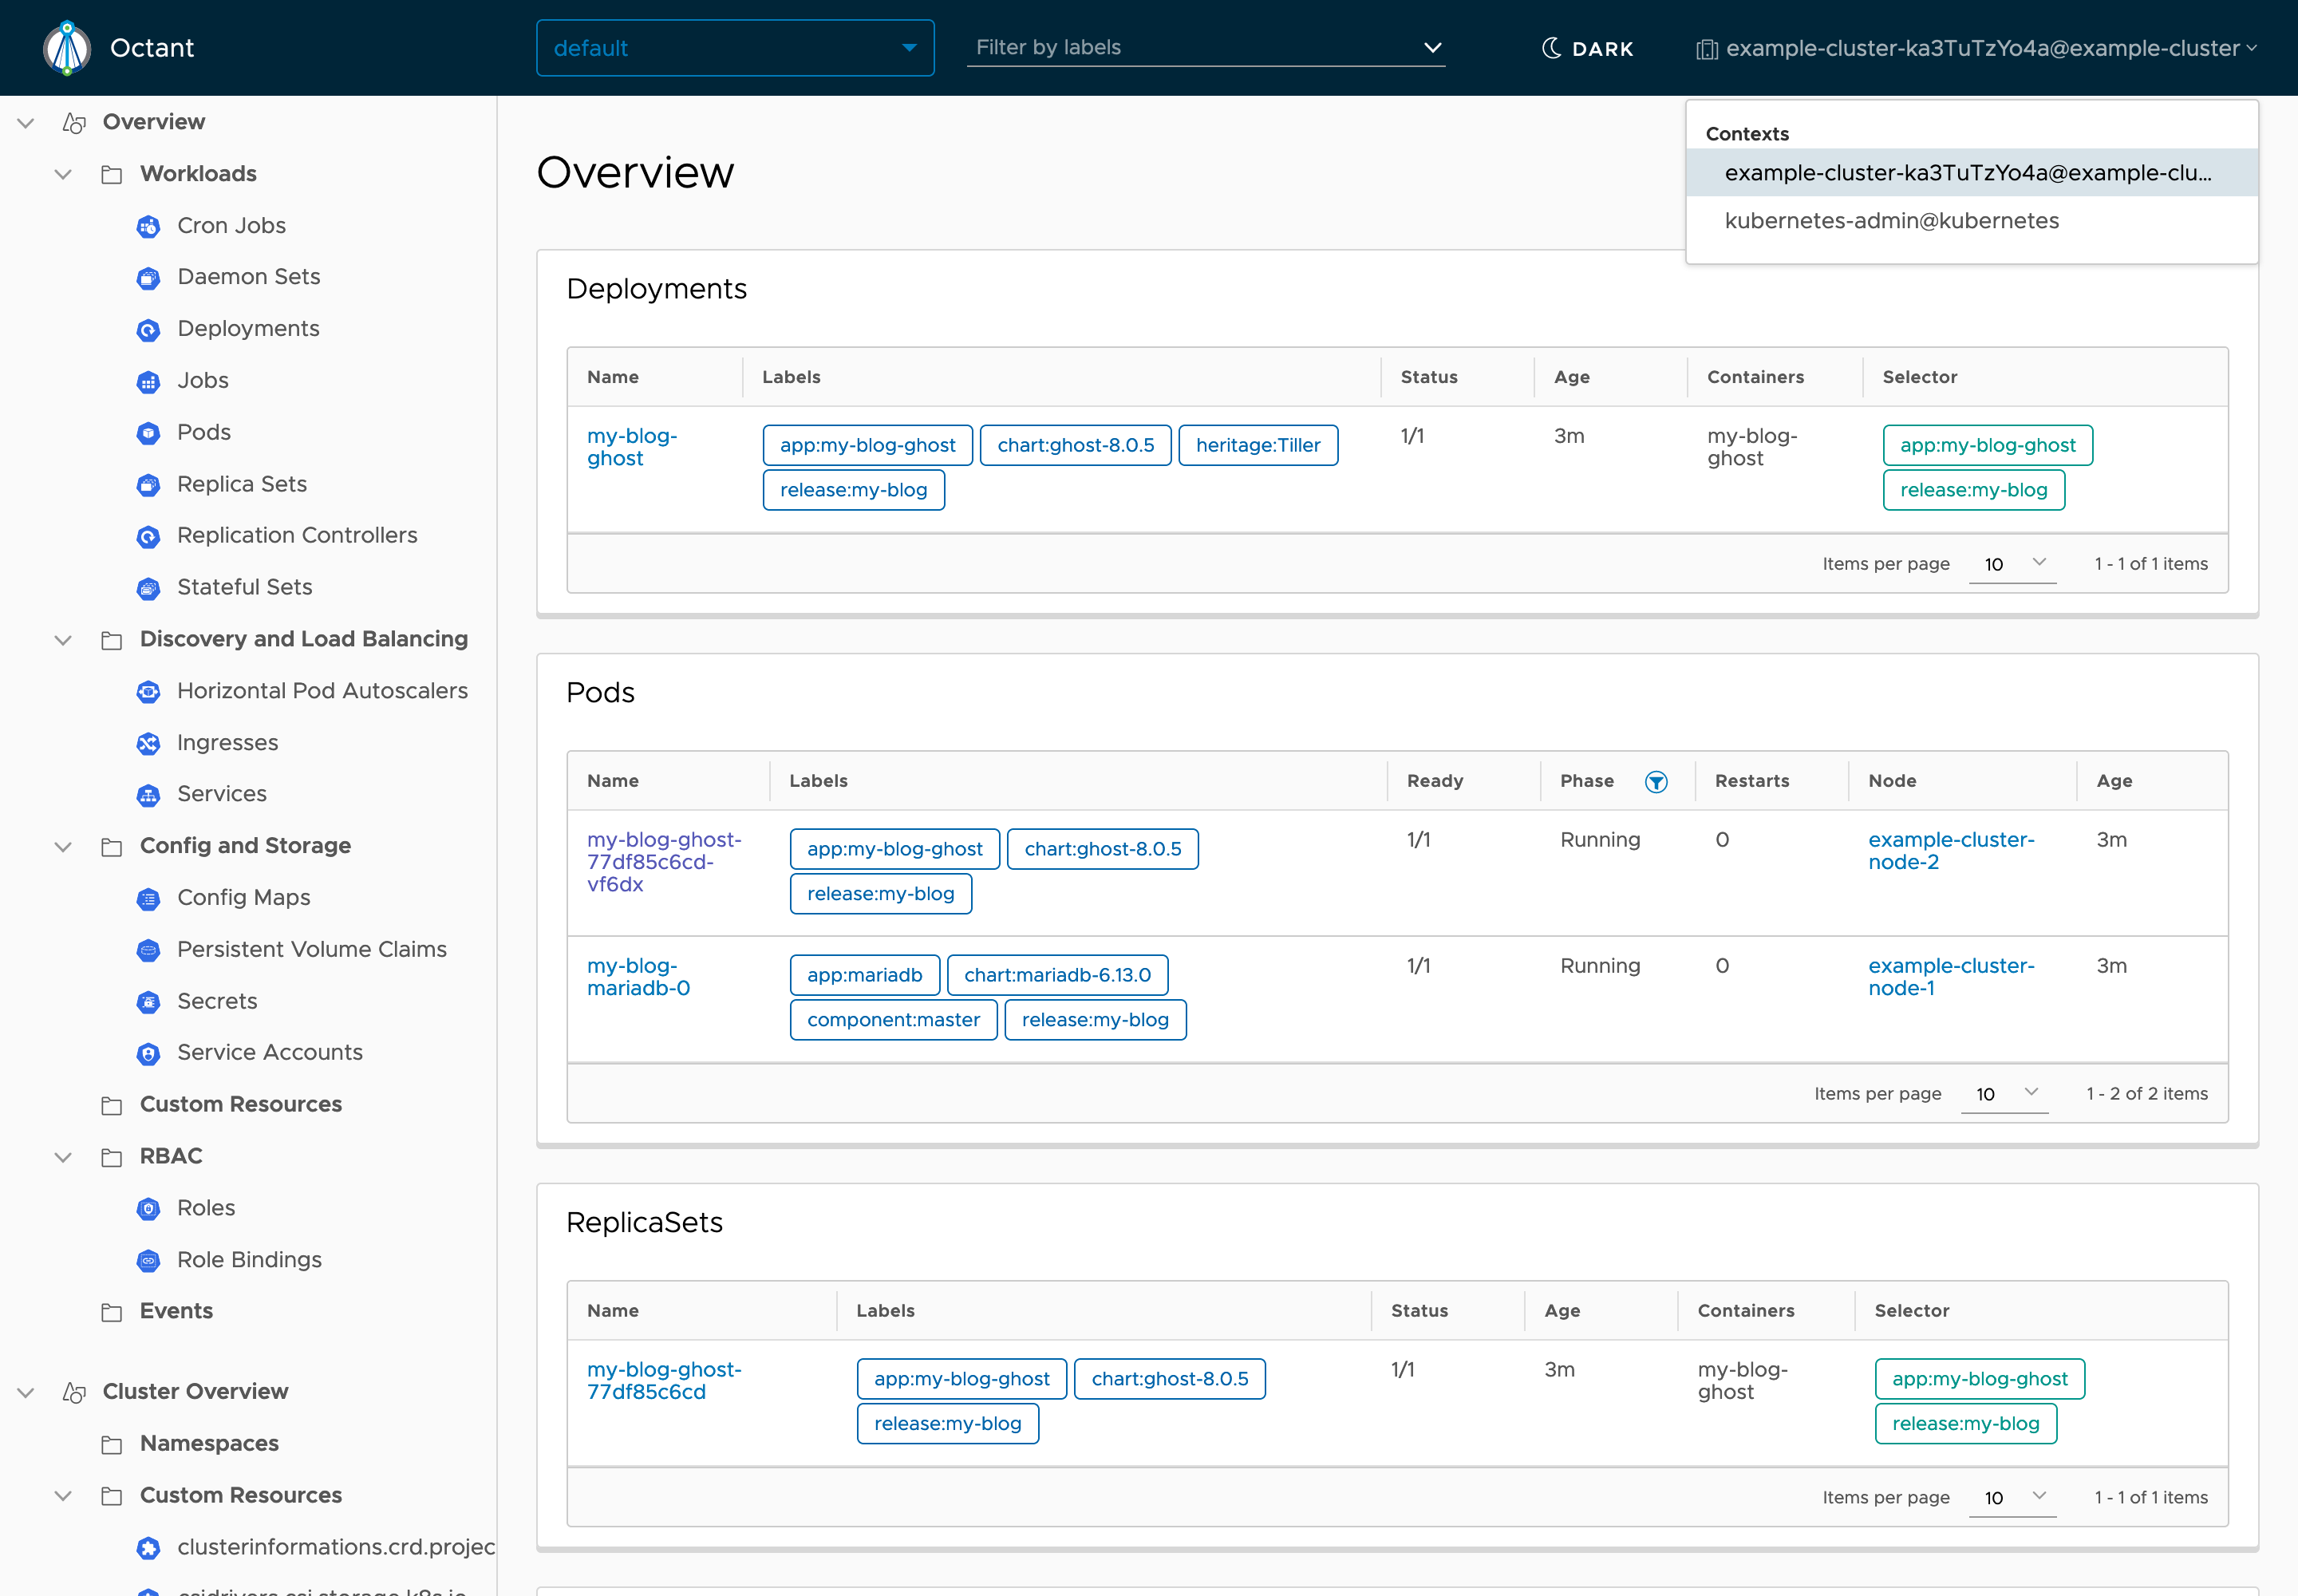 Octant
default
Filter by labels
DARK
example-cluster-ka3TuTzYo4a@example-cluster
Contexts
example-cluster-ka3TuTzYo4a@example-clu...
kubernetes-admin@kubernetes
Overview
Workloads
Cron Jobs
Daemon Sets
Deployments
Jobs
Pods
Replica Sets
Replication Controllers
Stateful Sets
Discovery and Load Balancing
Horizontal Pod Autoscalers
Ingresses
Services
Config and Storage
Config Maps
Persistent Volume Claims
Secrets
Service Accounts
Custom Resources
RBAC
Roles
Role Bindings
Events
Cluster Overview
Namespaces
Custom Resources
clusterinformations.crd.projec
Overview
Deployments
Name Labels Status Age Containers Selector
my-blog- app:my-blog-ghost chart:ghost-8.0.5 heritage:Tiller 1/1 3m my-blog- app:my-blog-ghost
ghost release:my-blog ghost release:my-blog
Items per page 10 1 - 1 of 1 items
Pods
Name Labels Ready Phase Restarts Node Age
my-blog-ghost- app:my-blog-ghost chart:ghost-8.0.5 1/1 Running 0 example-cluster- 3m
77df85c6cd- node-2
vf6dx release:my-blog
my-blog- app:mariadb chart:mariadb-6.13.0 1/1 Running 0 example-cluster- 3m
mariadb-0 node-1
component:master release:my-blog
Items per page 10 1 - 2 of 2 items
ReplicaSets
Name Labels Status Age Containers Selector
my-blog-ghost- app:my-blog-ghost chart:ghost-8.0.5 1/1 3m my-blog- app:my-blog-ghost
77df85c6cd release:my-blog ghost release:my-blog
Items per page 10 1 - 1 of 1 items